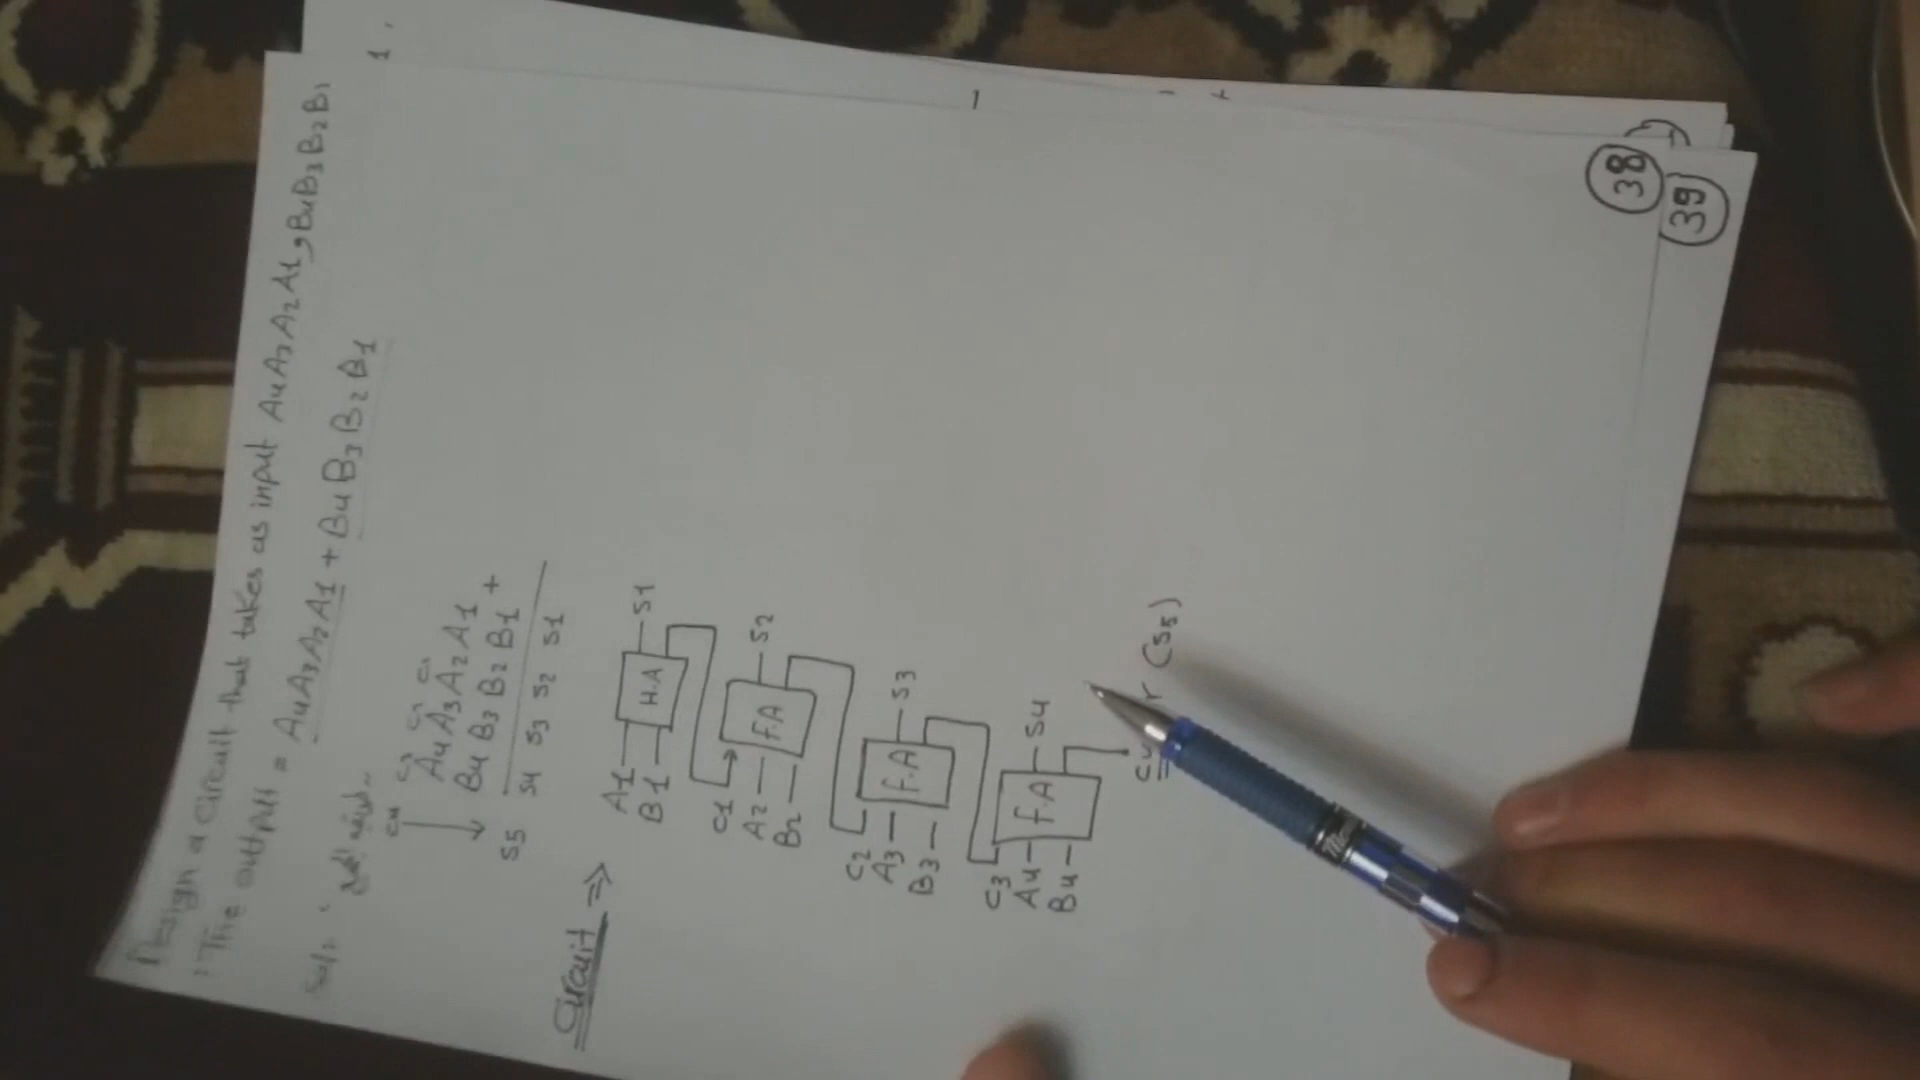 Design a circuit that takes as input A4A3A2A1, B4B3B2B1
The output = A4A3A2A1 + B4B3B2B1
C4 C3 C2 C1
A4 A3 A2 A1
B4 B3 B2 B1 +
S5 S4 S3 S2 S1
Circuit ⇒
A1
B1
H.A
S1
C1
A2
B2
F.A
S2
C2
A3
B3
F.A
S3
C3
A4
B4
F.A
S4
C4
(S5)
38
39